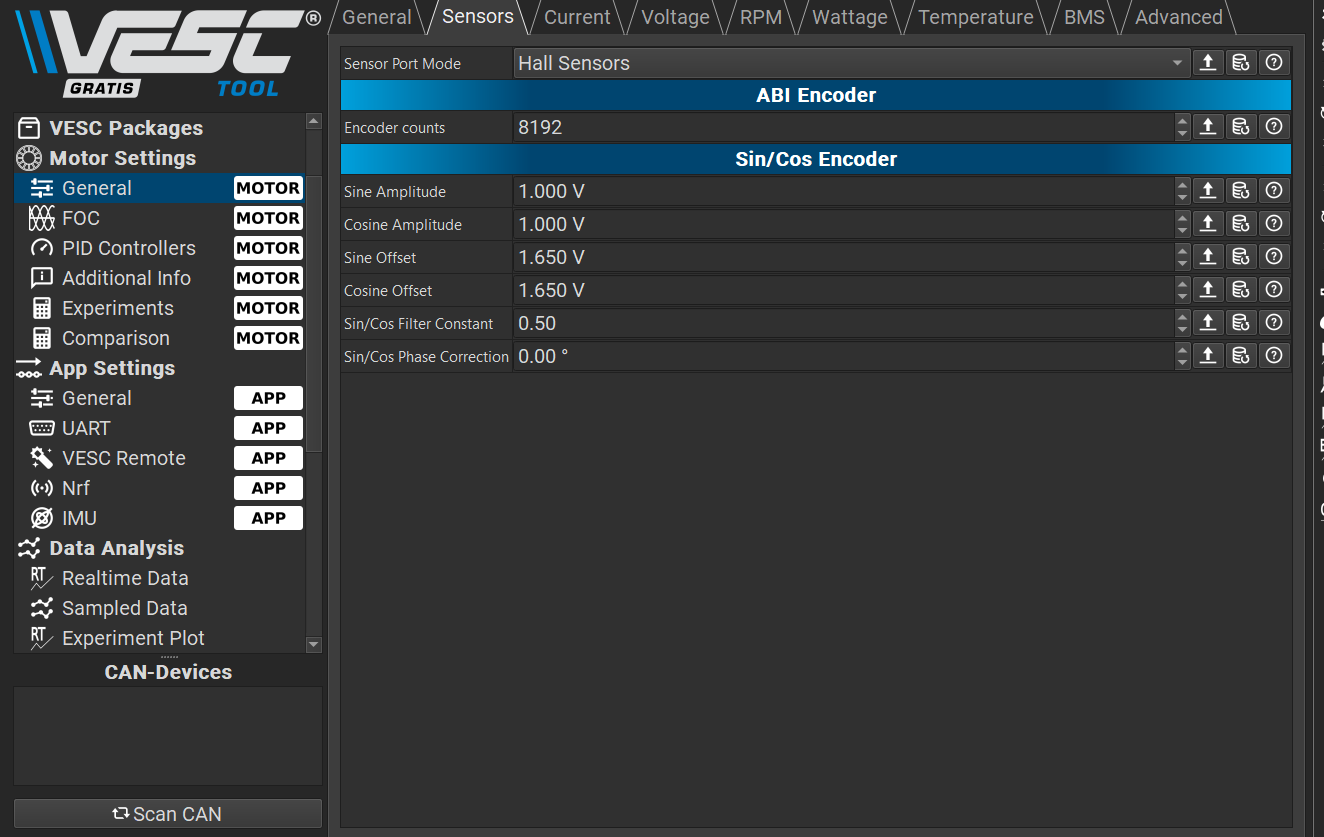 VESC®
GRATIS TOOL
VESC Packages
Motor Settings
General MOTOR
FOC MOTOR
PID Controllers MOTOR
Additional Info MOTOR
Experiments MOTOR
Comparison MOTOR
App Settings
General APP
UART APP
VESC Remote APP
Nrf APP
IMU APP
Data Analysis
RT Realtime Data
Sampled Data
RT Experiment Plot
CAN-Devices
Scan CAN
General Sensors Current Voltage RPM Wattage Temperature BMS Advanced
Sensor Port Mode Hall Sensors
ABI Encoder
Encoder counts 8192
Sin/Cos Encoder
Sine Amplitude 1.000 V
Cosine Amplitude 1.000 V
Sine Offset 1.650 V
Cosine Offset 1.650 V
Sin/Cos Filter Constant 0.50
Sin/Cos Phase Correction 0.00 °